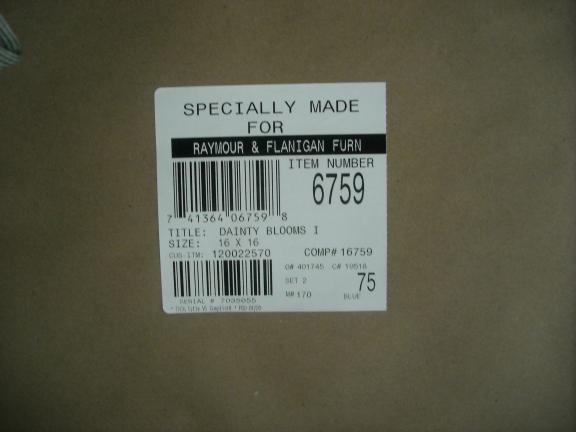 SPECIALLY MADE
FOR
RAYMOUR & FLANIGAN FURN
ITEM NUMBER
6759
7 41364 06759 8
TITLE: DAINTY BLOOMS I
SIZE: 16 X 16
CUS.ITM: 120022570
COMP# 16759
O# 401745 C# 19518
SET 2
75
M# 170
BLUE
SERIAL # 7035055